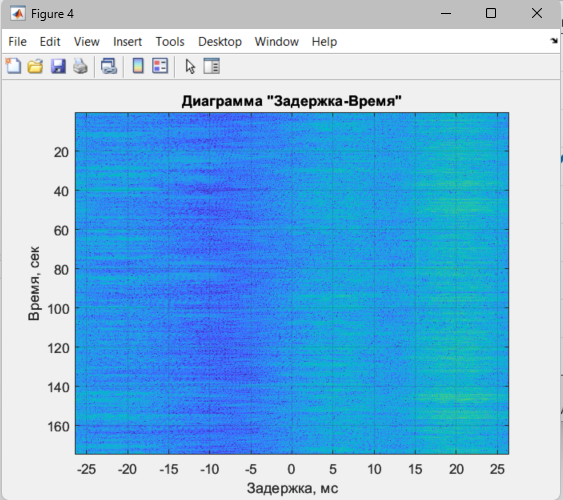 Figure 4
File Edit View Insert Tools Desktop Window Help
Диаграмма "Задержка-Время"
20
40
60
80
100
120
140
160
Время, сек
-25 -20 -15 -10 -5 0 5 10 15 20 25
Задержка, мс